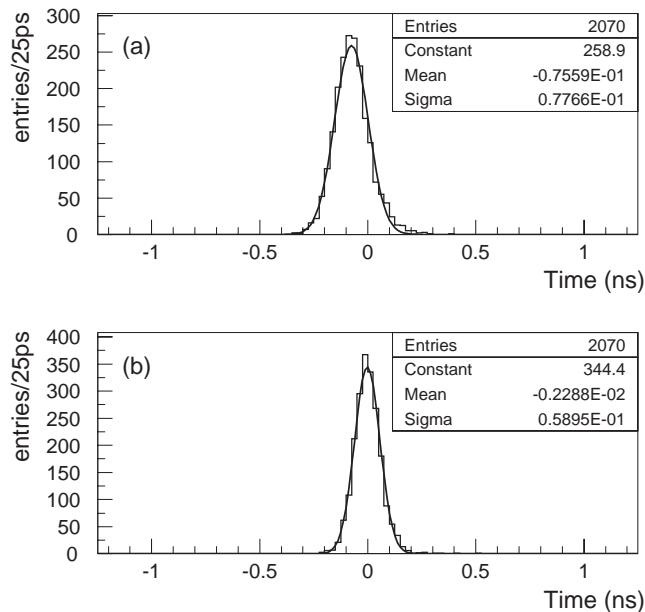 entries/25ps
300
250
200
150
100
50
0
(a)
Entries 2070
Constant 258.9
Mean -0.7559E-01
Sigma 0.7766E-01
-1 -0.5 0 0.5 1
Time (ns)
entries/25ps
400
350
300
250
200
150
100
50
0
(b)
Entries 2070
Constant 344.4
Mean -0.2288E-02
Sigma 0.5895E-01
-1 -0.5 0 0.5 1
Time (ns)